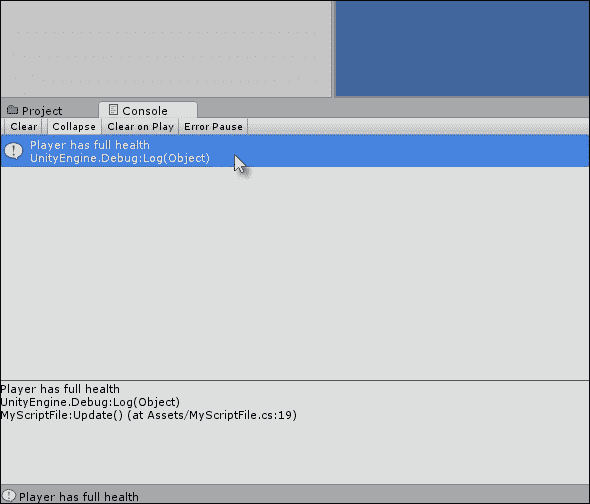 Project Console
Clear Collapse Clear on Play Error Pause
Player has full health
UnityEngine.Debug:Log(Object)
Player has full health
UnityEngine.Debug:Log(Object)
MyScriptFile:Update() (at Assets/MyScriptFile.cs:19)
Player has full health